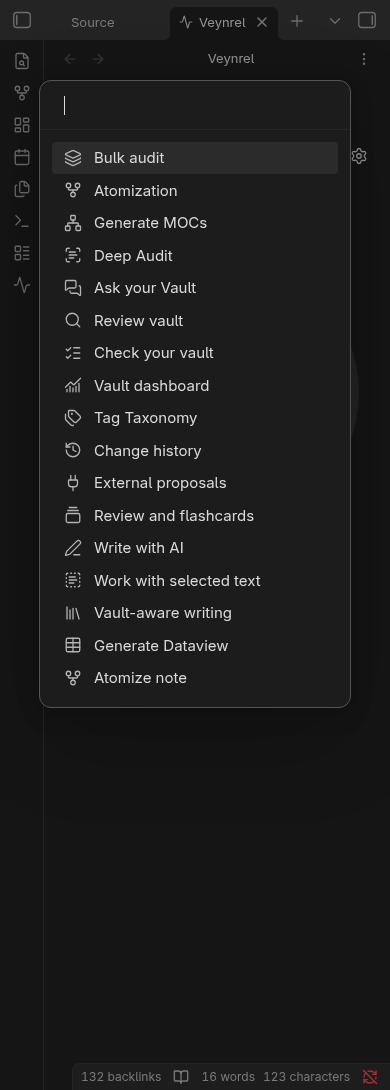 Source
Veynrel
Veynrel
Bulk audit
Atomization
Generate MOCs
Deep Audit
Ask your Vault
Review vault
Check your vault
Vault dashboard
Tag Taxonomy
Change history
External proposals
Review and flashcards
Write with AI
Work with selected text
Vault-aware writing
Generate Dataview
Atomize note
132 backlinks 16 words 123 characters